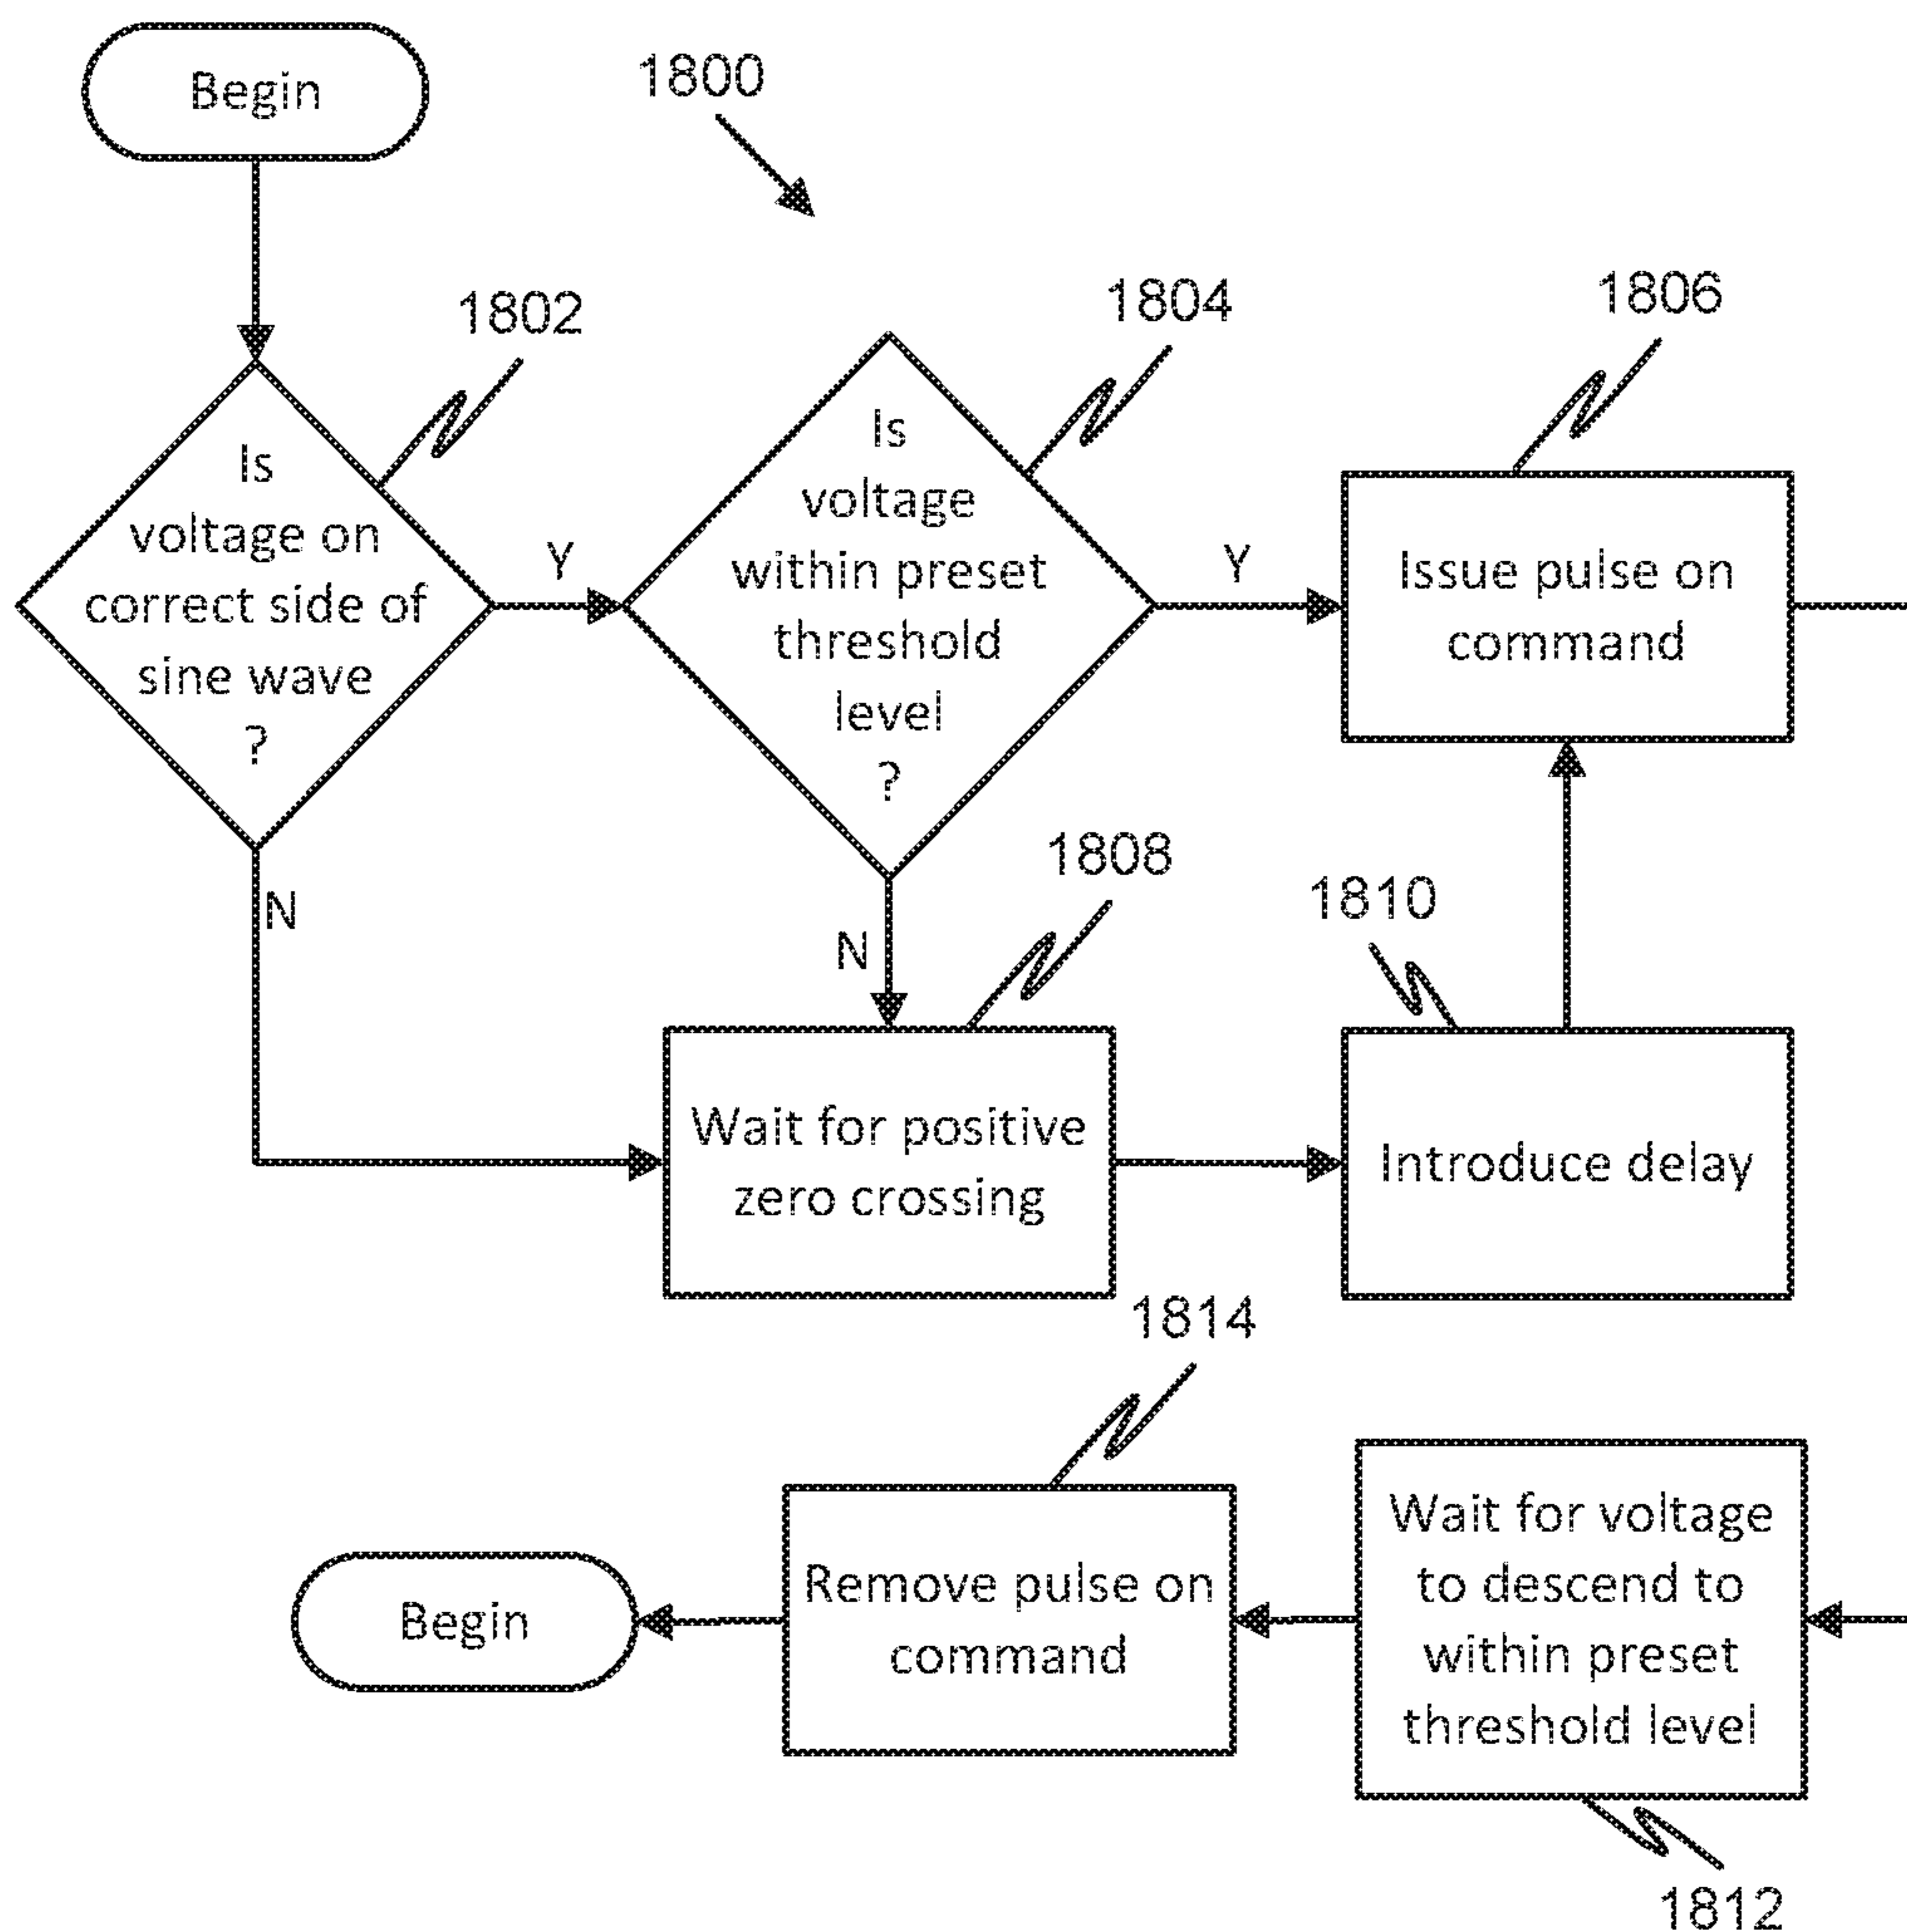 Begin
1800
1802
1804
1806
Is
voltage on
correct side of
sine wave
?
Y
N
Is
voltage
within preset
threshold
level
?
Y
N
Issue pulse on
command
1808
1810
Wait for positive
zero crossing
Introduce delay
1814
Begin
Remove pulse on
command
Wait for voltage
to descend to
within preset
threshold level
1812